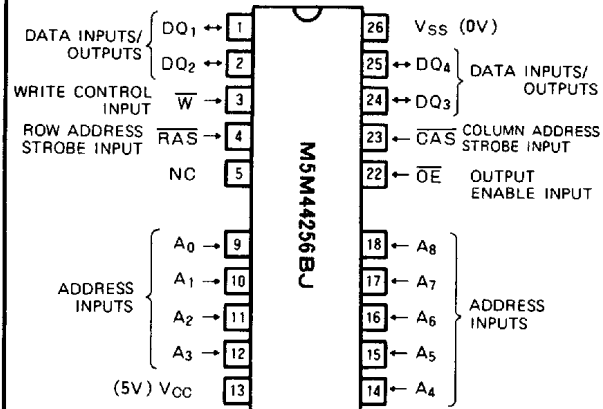 DATA INPUTS/
OUTPUTS
DQ1 ↔ 1
DQ2 ↔ 2
WRITE CONTROL
INPUT
W̅ → 3
ROW ADDRESS
STROBE INPUT
R̅A̅S̅ → 4
NC 5
ADDRESS
INPUTS
A0 → 9
A1 → 10
A2 → 11
A3 → 12
(5V) VCC 13
M5M44256BJ
26 VSS (0V)
25 ↔ DQ4
24 ↔ DQ3
DATA INPUTS/
OUTPUTS
23 ← C̅A̅S̅
COLUMN ADDRESS
STROBE INPUT
22 ← O̅E̅
OUTPUT
ENABLE INPUT
18 ← A8
17 ← A7
16 ← A6
15 ← A5
14 ← A4
ADDRESS
INPUTS